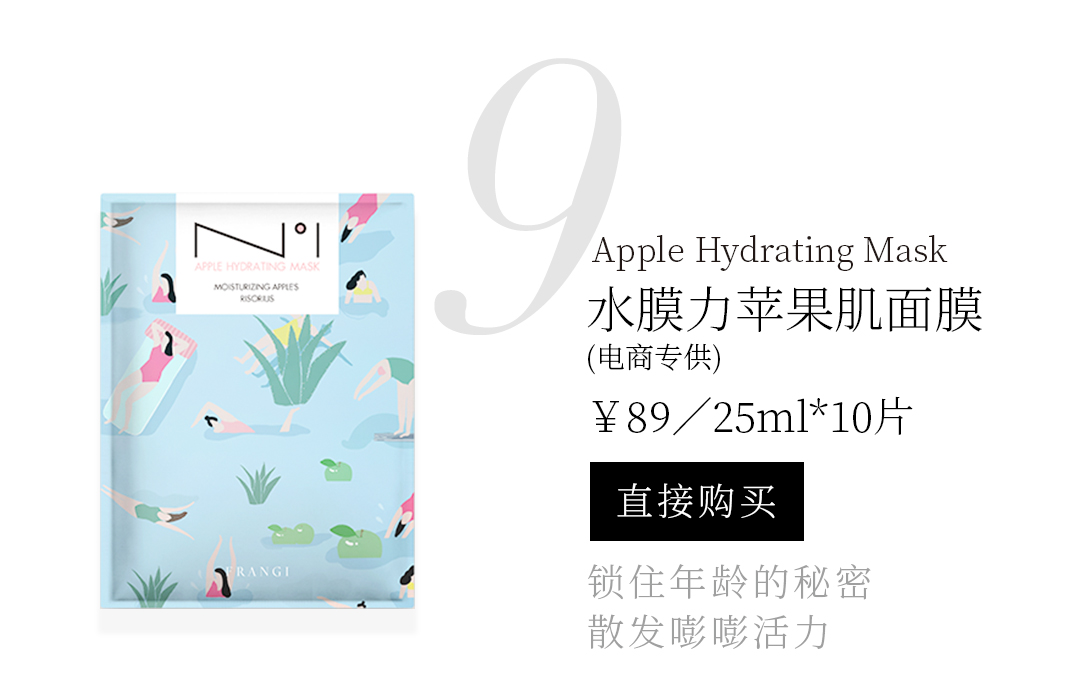 9
N°1
APPLE HYDRATING MASK
MOISTURIZING APPLES
RISORIUS
FRANGI
Apple Hydrating Mask
水膜力苹果肌面膜
(电商专供)
￥89／25ml*10片
直接购买
锁住年龄的秘密
散发嘭嘭活力